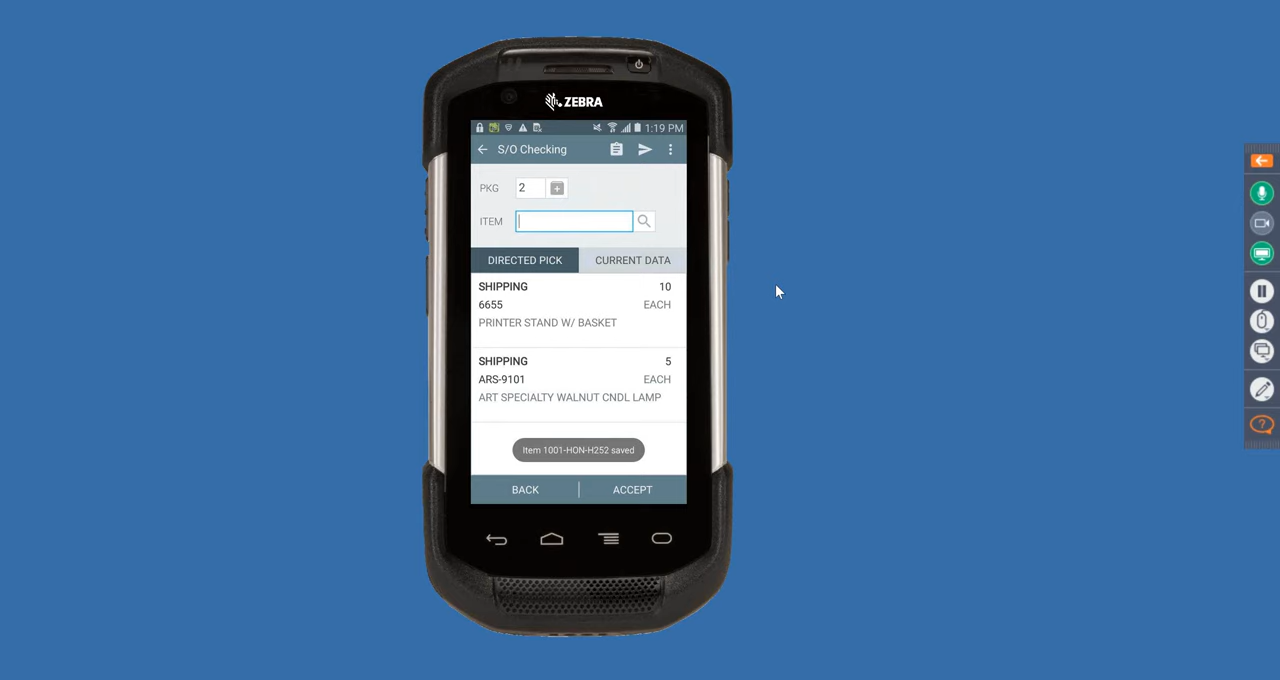 ZEBRA
1:19 PM
S/O Checking
PKG 2
ITEM
DIRECTED PICK CURRENT DATA
SHIPPING 10
6655 EACH
PRINTER STAND W/ BASKET
SHIPPING 5
ARS-9101 EACH
ART SPECIALTY WALNUT CNDL LAMP
Item 1001-HON-H252 saved
BACK ACCEPT